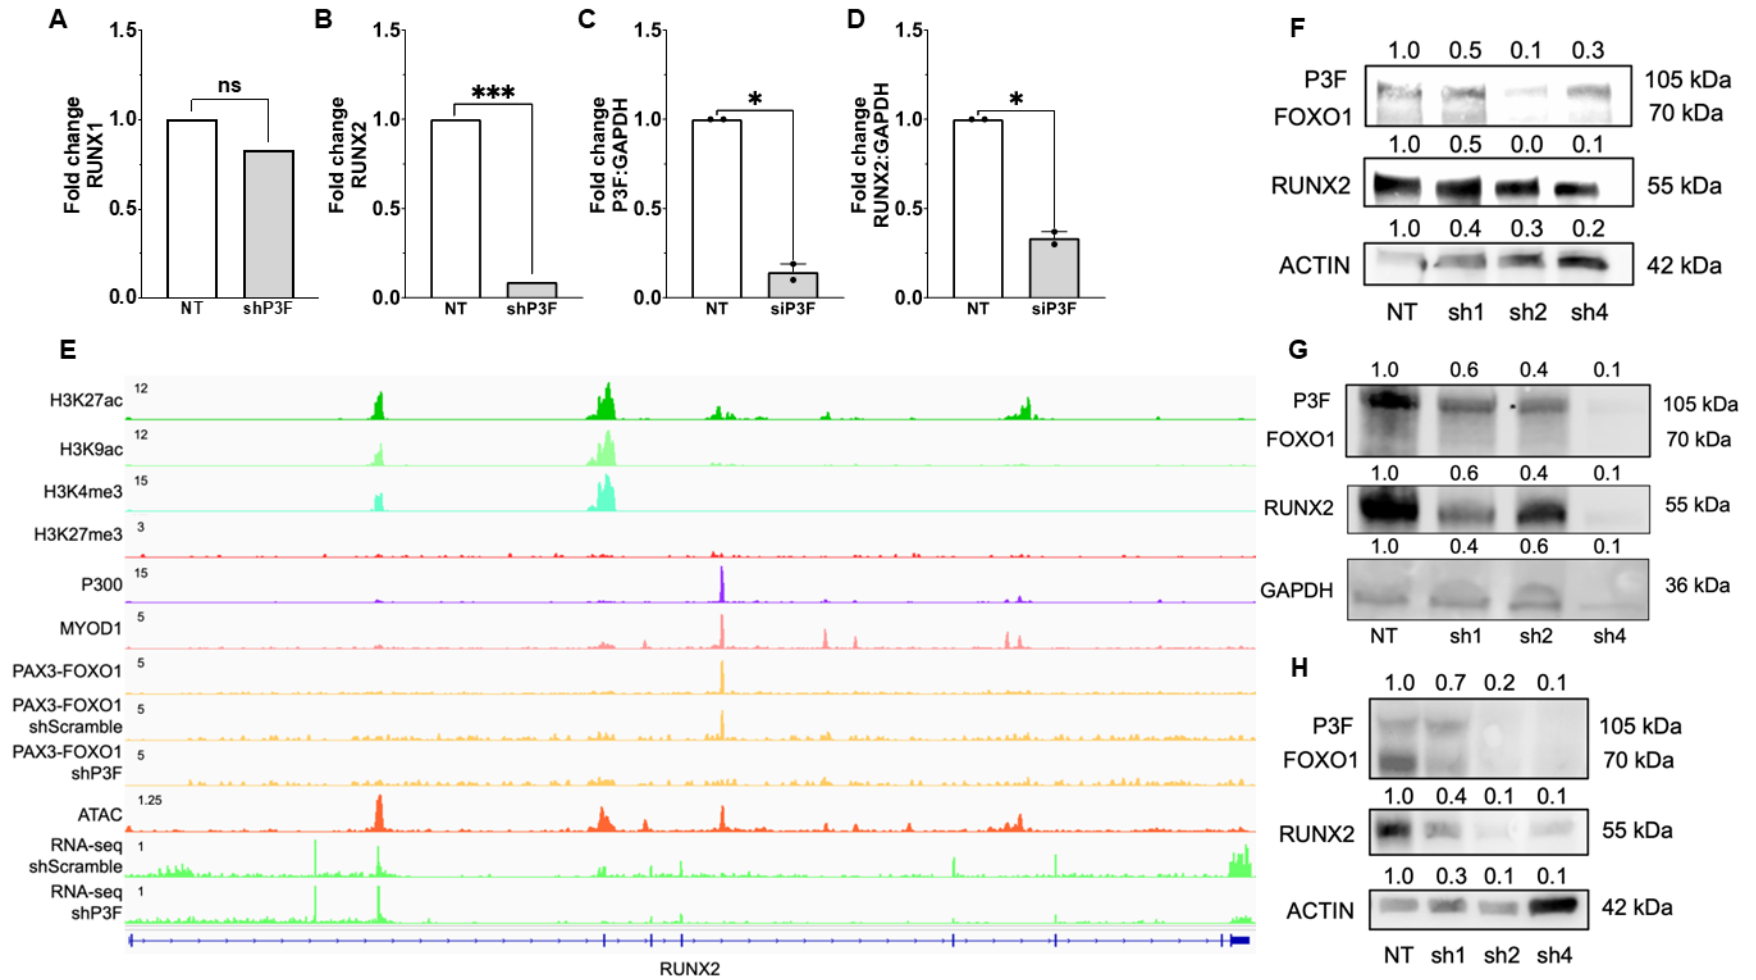 A
1.5
1.0
0.5
0.0
Fold change
RUNX1
ns
NT
shP3F
B
1.5
1.0
0.5
0.0
Fold change
RUNX2
***
NT
shP3F
C
1.5
1.0
0.5
0.0
Fold change
P3F:GAPDH
*
NT
siP3F
D
1.5
1.0
0.5
0.0
Fold change
RUNX2:GAPDH
*
NT
siP3F
E
H3K27ac
12
H3K9ac
12
H3K4me3
15
H3K27me3
3
P300
15
MYOD1
5
PAX3-FOXO1
5
PAX3-FOXO1
shScramble
5
PAX3-FOXO1
shP3F
5
ATAC
1.25
RNA-seq
shScramble
1
RNA-seq
shP3F
1
RUNX2
F
1.0 0.5 0.1 0.3
P3F 105 kDa
FOXO1 70 kDa
1.0 0.5 0.0 0.1
RUNX2 55 kDa
1.0 0.4 0.3 0.2
ACTIN 42 kDa
NT sh1 sh2 sh4
G
1.0 0.6 0.4 0.1
P3F 105 kDa
FOXO1 70 kDa
1.0 0.6 0.4 0.1
RUNX2 55 kDa
1.0 0.4 0.6 0.1
GAPDH 36 kDa
NT sh1 sh2 sh4
H
1.0 0.7 0.2 0.1
P3F 105 kDa
FOXO1 70 kDa
1.0 0.4 0.1 0.1
RUNX2 55 kDa
1.0 0.3 0.1 0.1
ACTIN 42 kDa
NT sh1 sh2 sh4